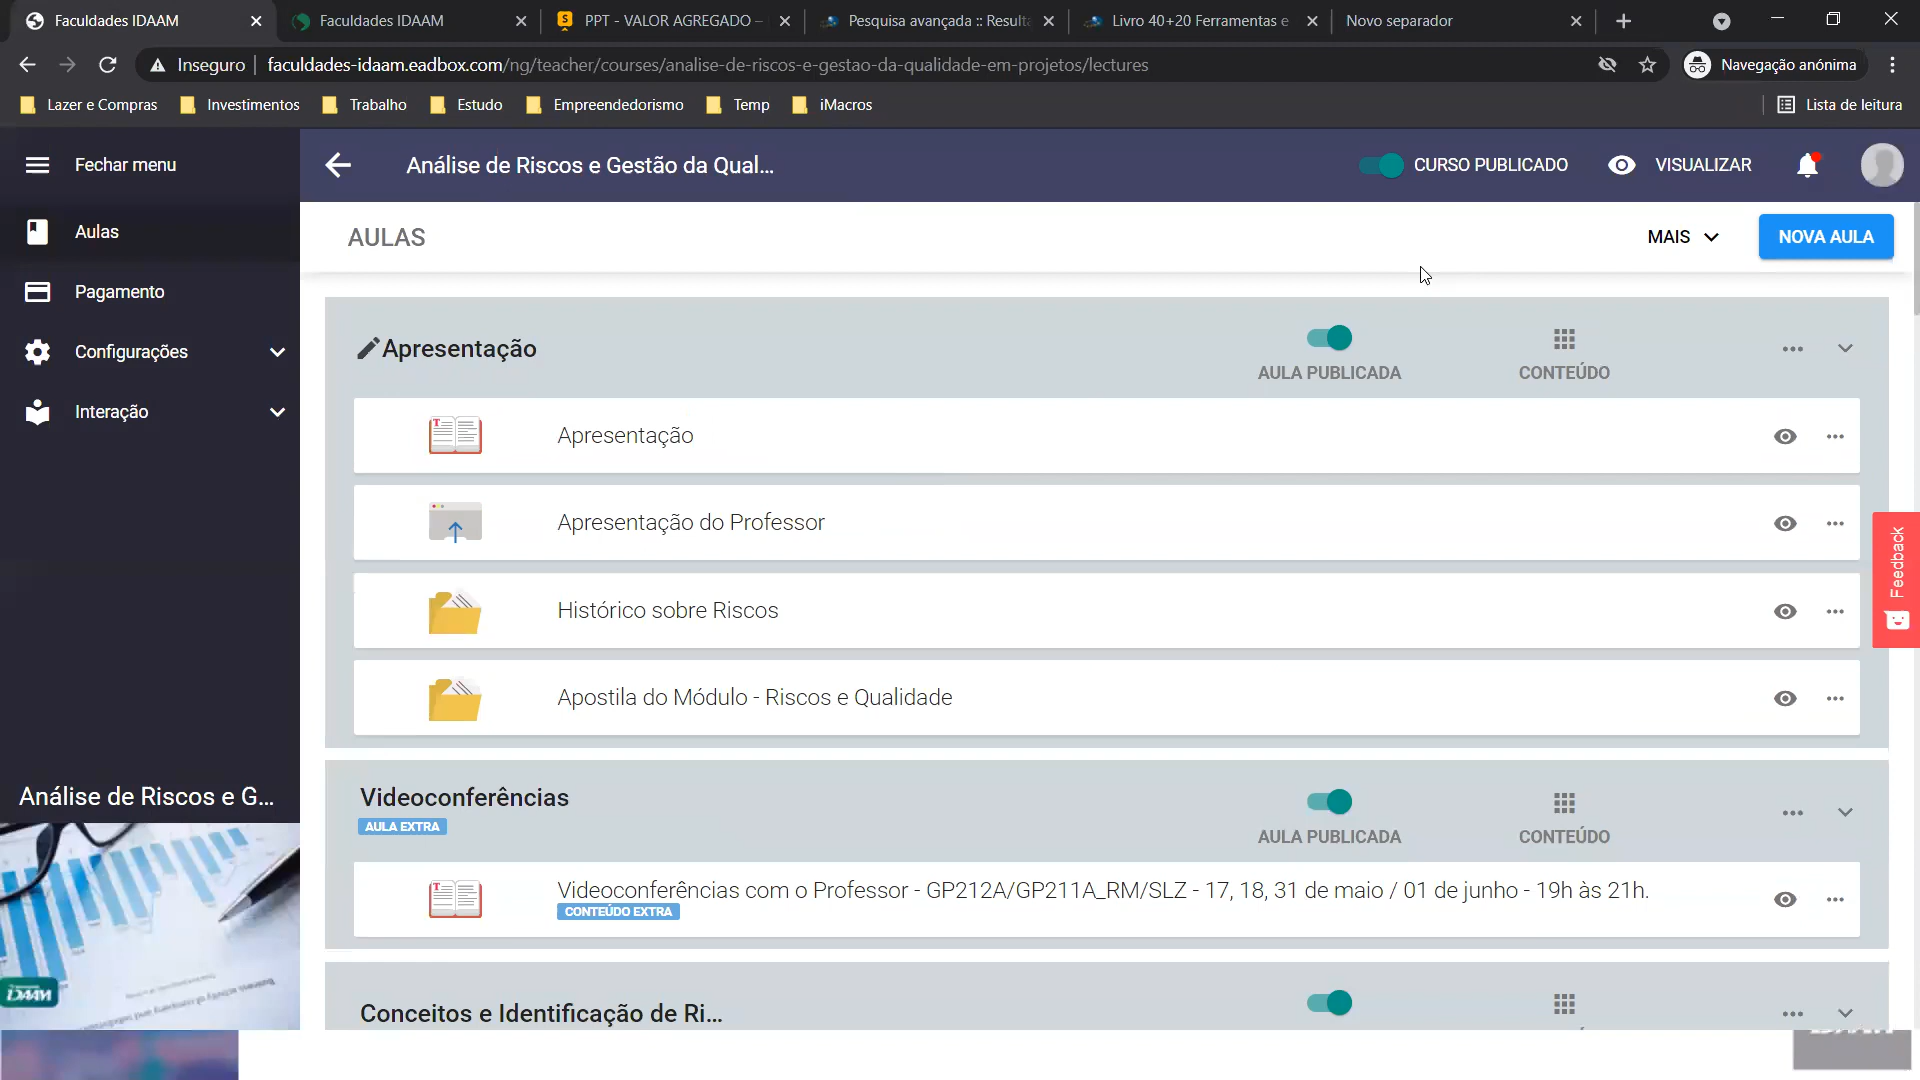 Faculdades IDAAM
Faculdades IDAAM
PPT - VALOR AGREGADO –
Pesquisa avançada :: Resulta
Livro 40+20 Ferramentas e
Novo separador
Inseguro
faculdades-idaam.eadbox.com/ng/teacher/courses/analise-de-riscos-e-gestao-da-qualidade-em-projetos/lectures
Navegação anónima
Lazer e Compras
Investimentos
Trabalho
Estudo
Empreendedorismo
Temp
iMacros
Lista de leitura
Fechar menu
Análise de Riscos e Gestão da Qual...
CURSO PUBLICADO
VISUALIZAR
Aulas
AULAS
MAIS
NOVA AULA
Pagamento
Configurações
Interação
Apresentação
AULA PUBLICADA
CONTEÚDO
Apresentação
Apresentação do Professor
Histórico sobre Riscos
Apostila do Módulo - Riscos e Qualidade
Feedback
Videoconferências
AULA EXTRA
AULA PUBLICADA
CONTEÚDO
Videoconferências com o Professor - GP212A/GP211A_RM/SLZ - 17, 18, 31 de maio / 01 de junho - 19h às 21h.
CONTEÚDO EXTRA
Conceitos e Identificação de Ri...
Análise de Riscos e G...
IDAAM